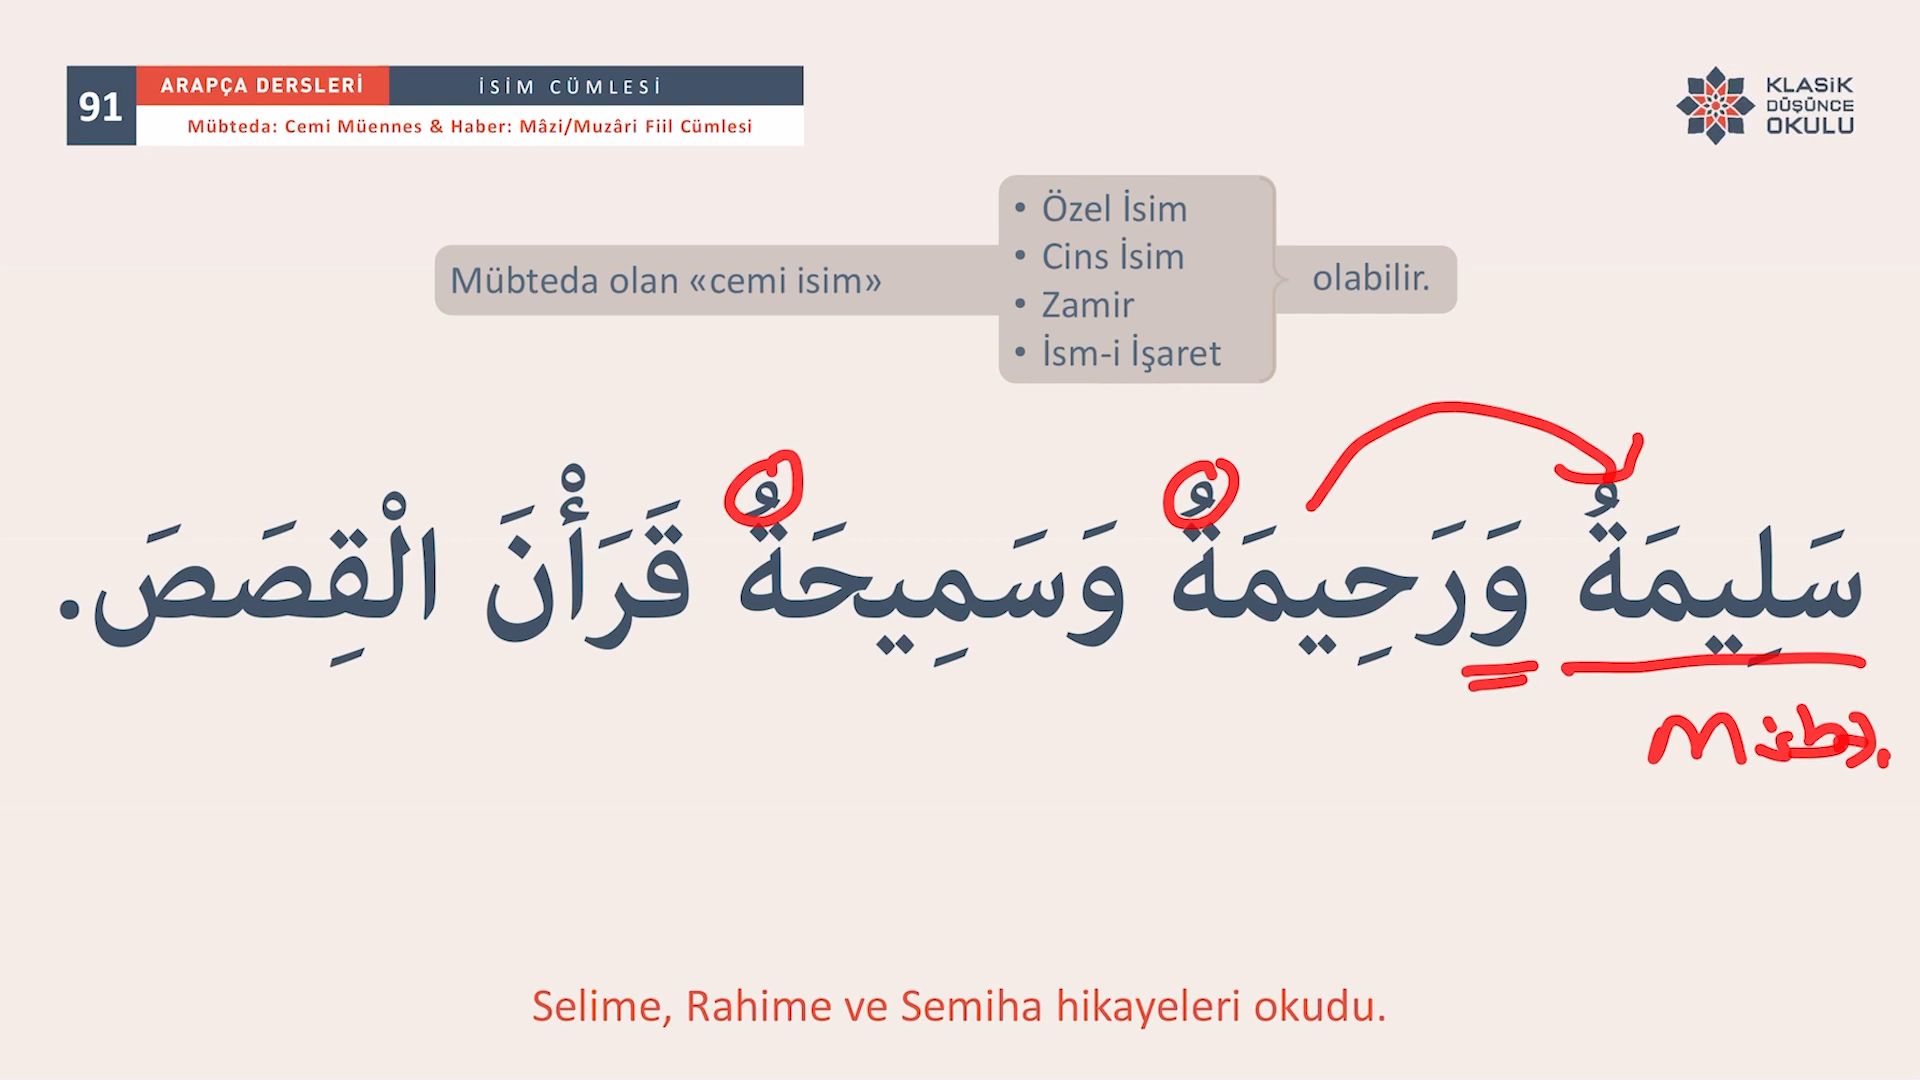 91
ARAPÇA DERSLERİ
İSİM CÜMLESİ
Mübteda: Cemi Müennes & Haber: Mâzi/Muzâri Fiil Cümlesi
KLASİK
DÜŞÜNCE
OKULU
Mübteda olan «cemi isim»
• Özel İsim
• Cins İsim
• Zamir
• İsm-i İşaret
olabilir.
سَلِيمَةُ وَرَحِيمَةُ وَسَمِيحَةُ قَرَأْنَ الْقِصَصَ.
Selime, Rahime ve Semiha hikayeleri okudu.